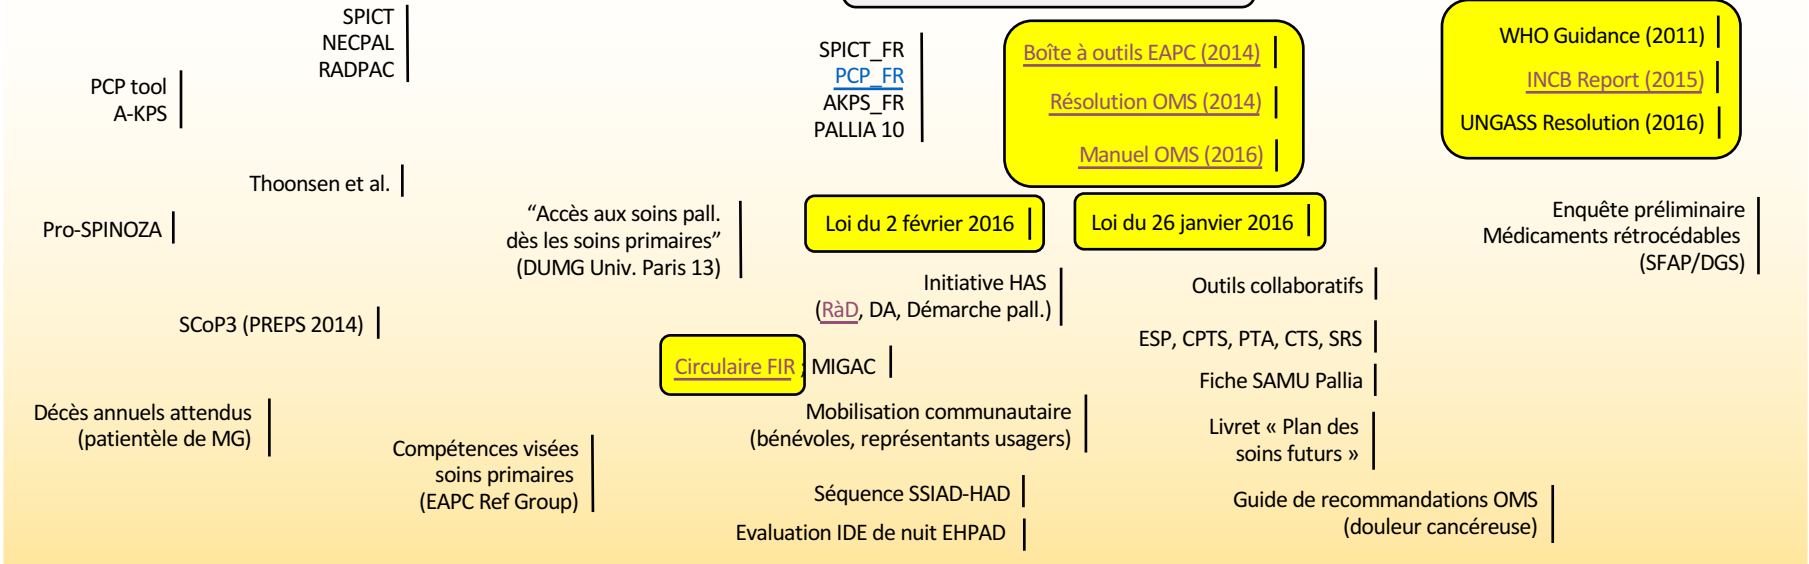 SPICT
NECPAL
RADPAC
PCP tool
A-KPS
Thoonsen et al.
Pro-SPINOZA
SCoP3 (PREPS 2014)
Décès annuels attendus
(patientèle de MG)
Compétences visées
soins primaires
(EAPC Ref Group)
“Accès aux soins pall.
dès les soins primaires”
(DUMG Univ. Paris 13)
SPICT_FR
PCP_FR
AKPS_FR
PALLIA 10
Boîte à outils EAPC (2014)
Résolution OMS (2014)
Manuel OMS (2016)
Loi du 2 février 2016
Loi du 26 janvier 2016
Initiative HAS
(RàD, DA, Démarche pall.)
Circulaire FIR ; MIGAC
Mobilisation communautaire
(bénévoles, représentants usagers)
Séquence SSIAD-HAD
Evaluation IDE de nuit EHPAD
Outils collaboratifs
ESP, CPTS, PTA, CTS, SRS
Fiche SAMU Pallia
Livret « Plan des
soins futurs »
Guide de recommandations OMS
(douleur cancéreuse)
WHO Guidance (2011)
INCB Report (2015)
UNGASS Resolution (2016)
Enquête préliminaire
Médicaments rétrocédables
(SFAP/DGS)